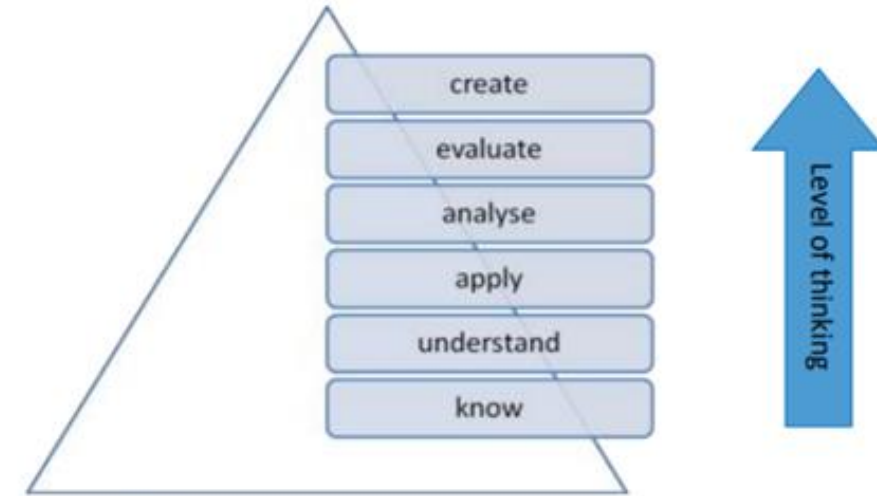 create
evaluate
analyse
apply
understand
know
Level of thinking